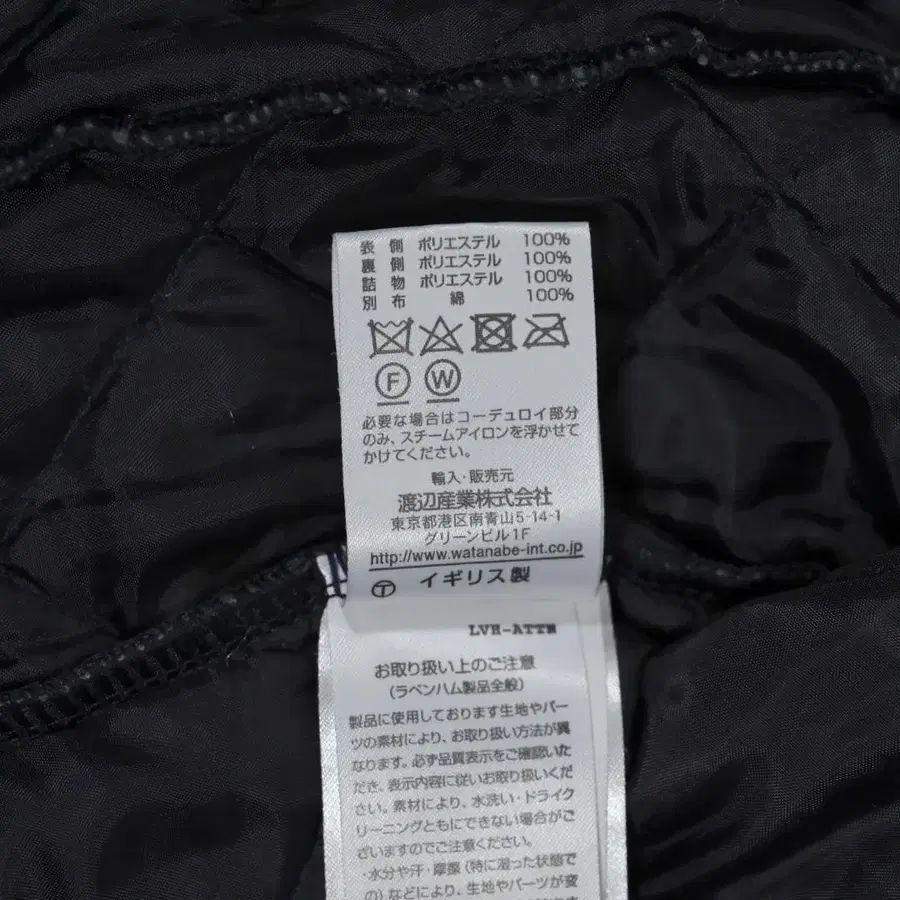 表側 ポリエステル 100%
裏側 ポリエステル 100%
詰物 ポリエステル 100%
別布 綿 100%
F W
必要な場合はコーデュロイ部分
のみ、スチームアイロンを浮かせて
かけてください。
輸入・販売元
渡辺産業株式会社
東京都港区南青山5-14-1
グリーンビル1F
http://www.watanabe-int.co.jp
T イギリス製
LVH-ATTN
お取り扱い上のご注意
(ラベンハム製品全般)
製品に使用しております生地やパー
ツの素材により、お取り扱い方法が異
なります。必ず品質表示をご確認いた
だき、表示内容に従いお取り扱いくだ
さい。素材により、水洗い・ドライク
リーニングともにできない場合がご
ざいますのでご注意ください。
・水分や汗・摩擦(特に湿った状態で
の)などにより、生地やパーツが変